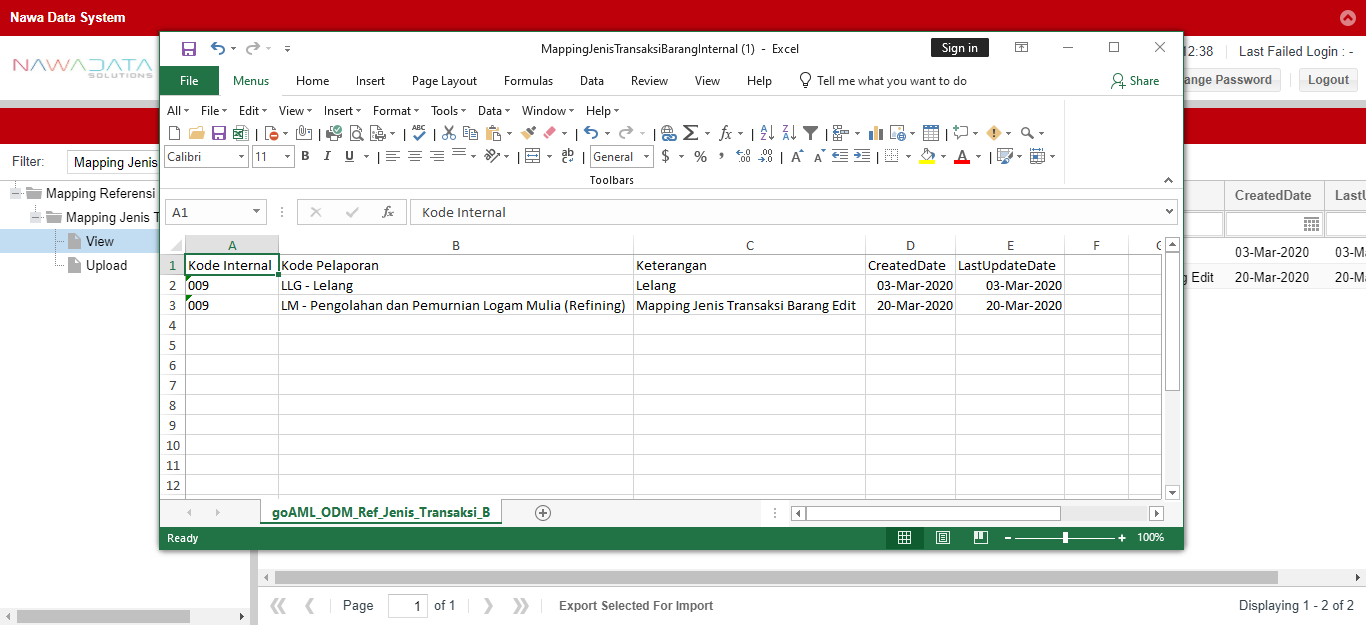 Nawa Data System
MappingJenisTransaksiBarangInternal (1) - Excel
Sign in
12:38
Last Failed Login : -
NAWADATA
SOLUTIONS
File Menus Home Insert Page Layout Formulas Data Review View Help Tell me what you want to do Share
ange Password
Logout
All File Edit View Insert Format Tools Data Window Help
Calibri 11 B I U General $ %
Toolbars
Filter: Mapping Jenis
Mapping Referensi
Mapping Jenis T
View
Upload
A1 fx Kode Internal
A B C D E F
1 Kode Internal Kode Pelaporan Keterangan CreatedDate LastUpdateDate
2 009 LLG - Lelang Lelang 03-Mar-2020 03-Mar-2020
3 009 LM - Pengolahan dan Pemurnian Logam Mulia (Refining) Mapping Jenis Transaksi Barang Edit 20-Mar-2020 20-Mar-2020
4
5
6
7
8
9
10
11
12
CreatedDate LastU
03-Mar-2020 03-M
g Edit 20-Mar-2020 20-M
goAML_ODM_Ref_Jenis_Transaksi_B
Ready
100%
Page 1 of 1
Export Selected For Import
Displaying 1 - 2 of 2